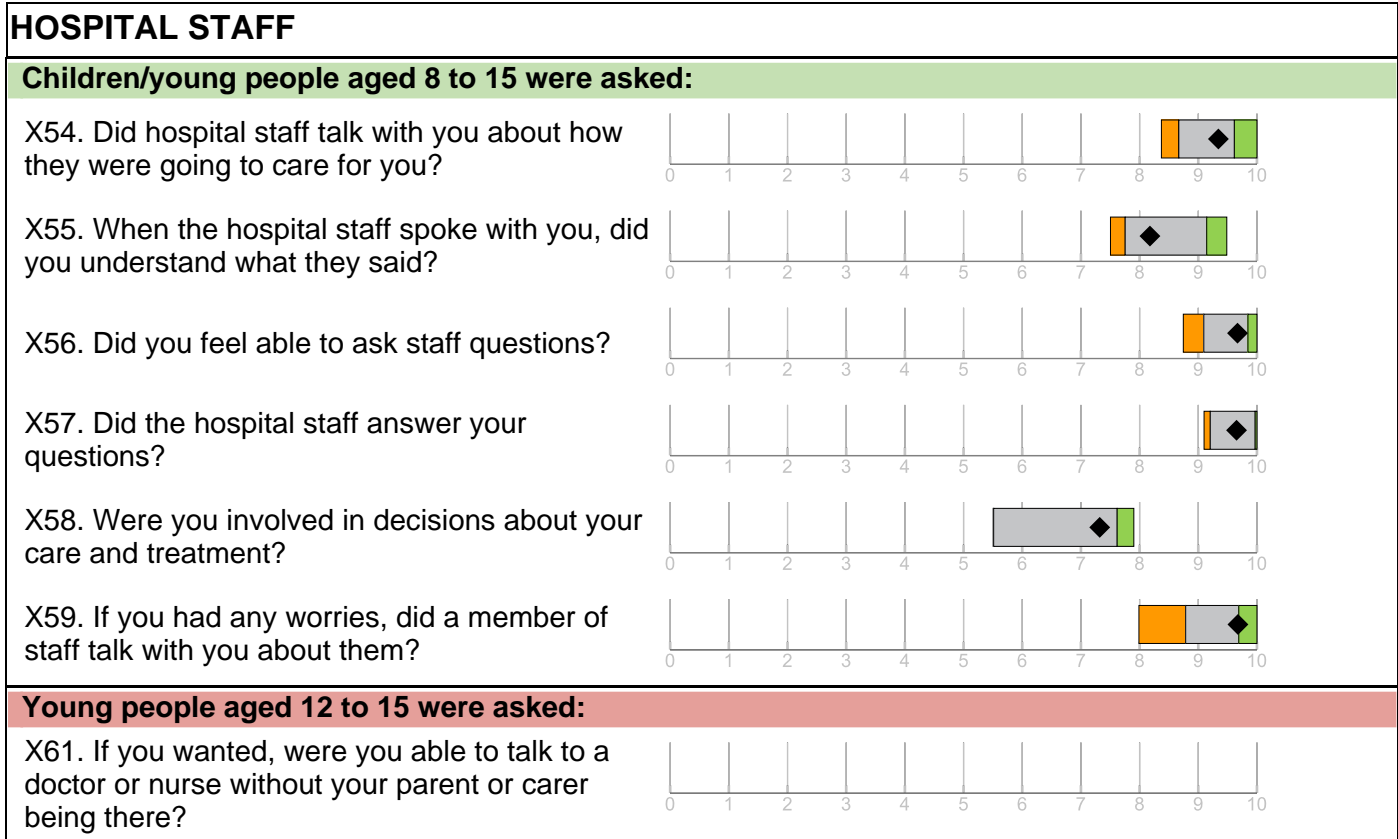 HOSPITAL STAFF
Children/young people aged 8 to 15 were asked:
X54. Did hospital staff talk with you about how
they were going to care for you?
0 1 2 3 4 5 6 7 8 9 10
X55. When the hospital staff spoke with you, did
you understand what they said?
0 1 2 3 4 5 6 7 8 9 10
X56. Did you feel able to ask staff questions?
0 1 2 3 4 5 6 7 8 9 10
X57. Did the hospital staff answer your
questions?
0 1 2 3 4 5 6 7 8 9 10
X58. Were you involved in decisions about your
care and treatment?
0 1 2 3 4 5 6 7 8 9 10
X59. If you had any worries, did a member of
staff talk with you about them?
0 1 2 3 4 5 6 7 8 9 10
Young people aged 12 to 15 were asked:
X61. If you wanted, were you able to talk to a
doctor or nurse without your parent or carer
being there?
0 1 2 3 4 5 6 7 8 9 10